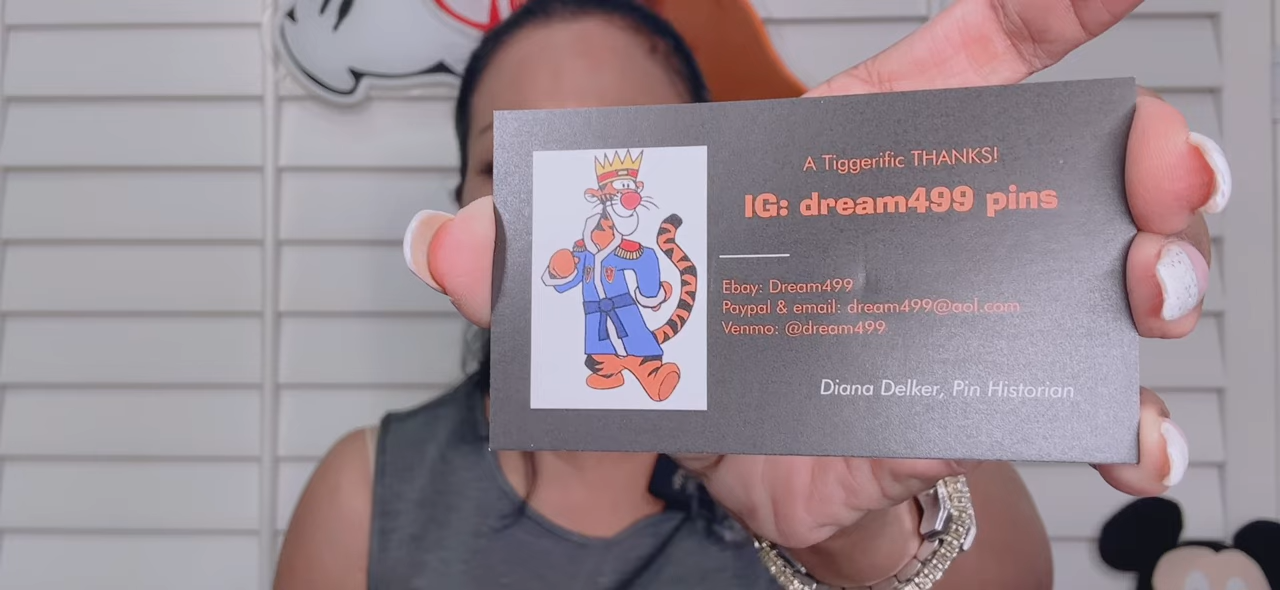 A Tiggerific THANKS!
IG: dream499 pins
Ebay: Dream499
Paypal & email: dream499@aol.com
Venmo: @dream499
Diana Delker, Pin Historian